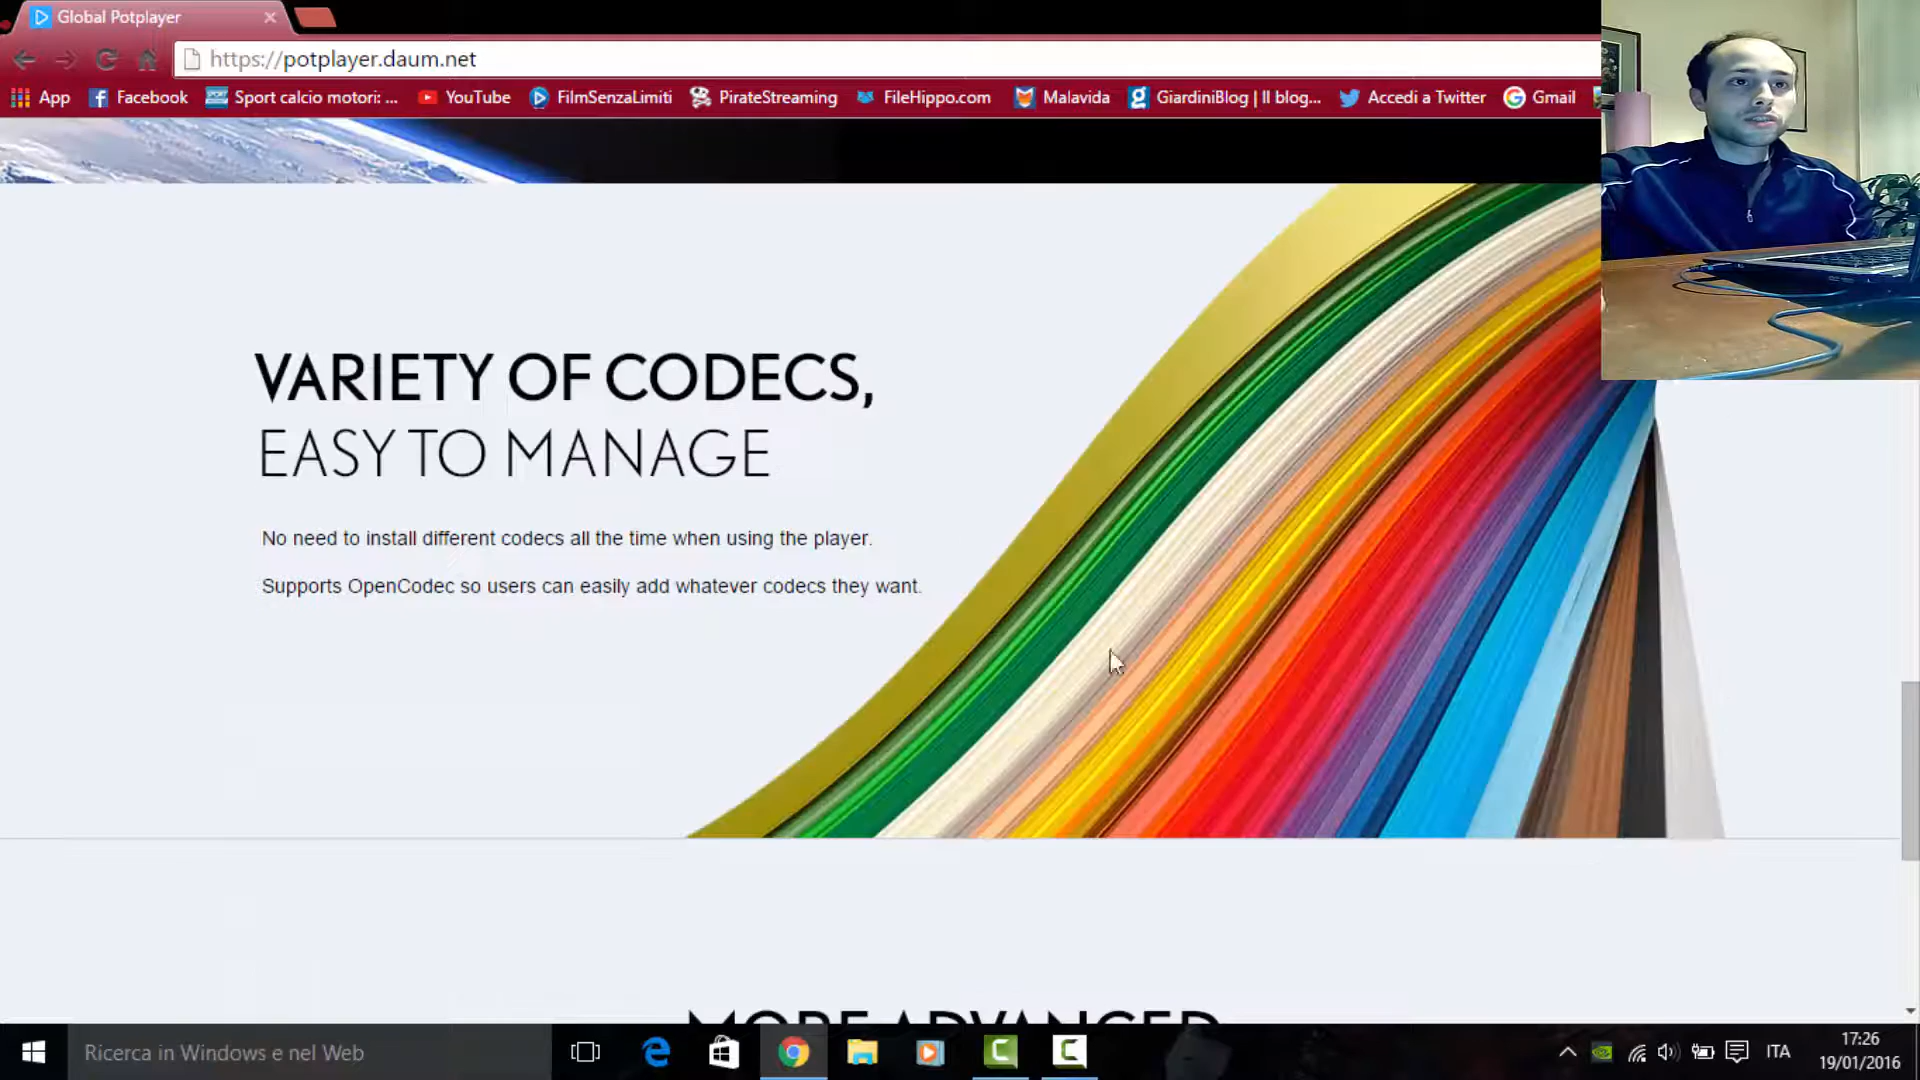 Global Potplayer
https://potplayer.daum.net
App
Facebook
Sport calcio motori: ...
YouTube
FilmSenzaLimiti
PirateStreaming
FileHippo.com
Malavida
GiardiniBlog | Il blog...
Accedi a Twitter
Gmail
VARIETY OF CODECS,
EASY TO MANAGE
No need to install different codecs all the time when using the player.
Supports OpenCodec so users can easily add whatever codecs they want.
MORE ADVANCED
Ricerca in Windows e nel Web
ITA
17:26
19/01/2016